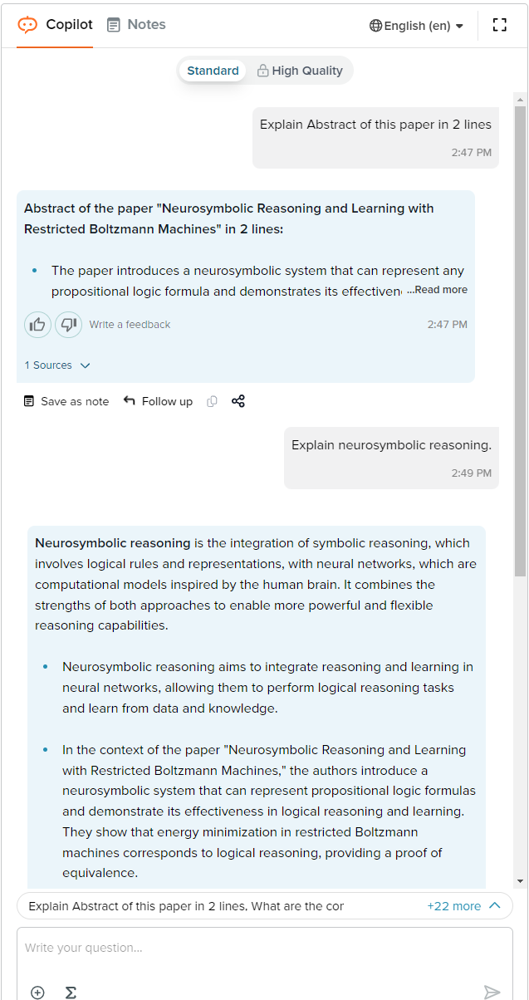 Copilot
Notes
English (en)
Standard
High Quality
Explain Abstract of this paper in 2 lines
2:47 PM
Abstract of the paper "Neurosymbolic Reasoning and Learning with
Restricted Boltzmann Machines" in 2 lines:
• The paper introduces a neurosymbolic system that can represent any
propositional logic formula and demonstrates its effectiven ...Read more
Write a feedback
2:47 PM
1 Sources
Save as note
Follow up
Explain neurosymbolic reasoning.
2:49 PM
Neurosymbolic reasoning is the integration of symbolic reasoning, which
involves logical rules and representations, with neural networks, which are
computational models inspired by the human brain. It combines the
strengths of both approaches to enable more powerful and flexible
reasoning capabilities.
• Neurosymbolic reasoning aims to integrate reasoning and learning in
neural networks, allowing them to perform logical reasoning tasks
and learn from data and knowledge.
• In the context of the paper "Neurosymbolic Reasoning and Learning
with Restricted Boltzmann Machines," the authors introduce a
neurosymbolic system that can represent propositional logic formulas
and demonstrate its effectiveness in logical reasoning and learning.
They show that energy minimization in restricted Boltzmann
machines corresponds to logical reasoning, providing a proof of
equivalence.
Explain Abstract of this paper in 2 lines, What are the cor
+22 more
Write your question...
Σ